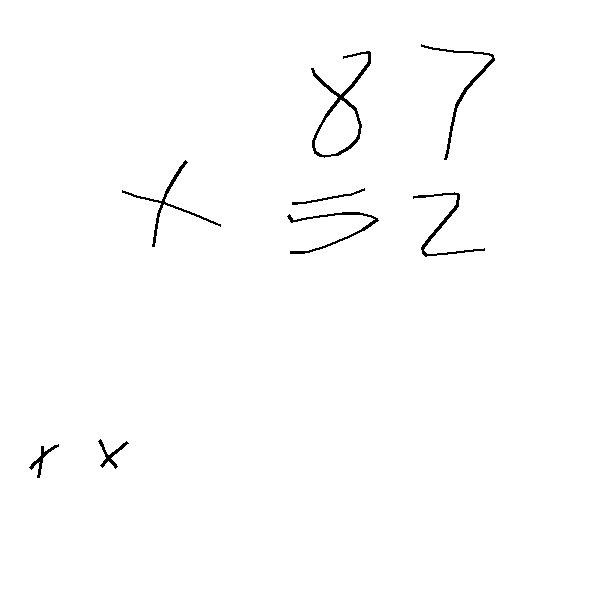 87
× 52
+ ×